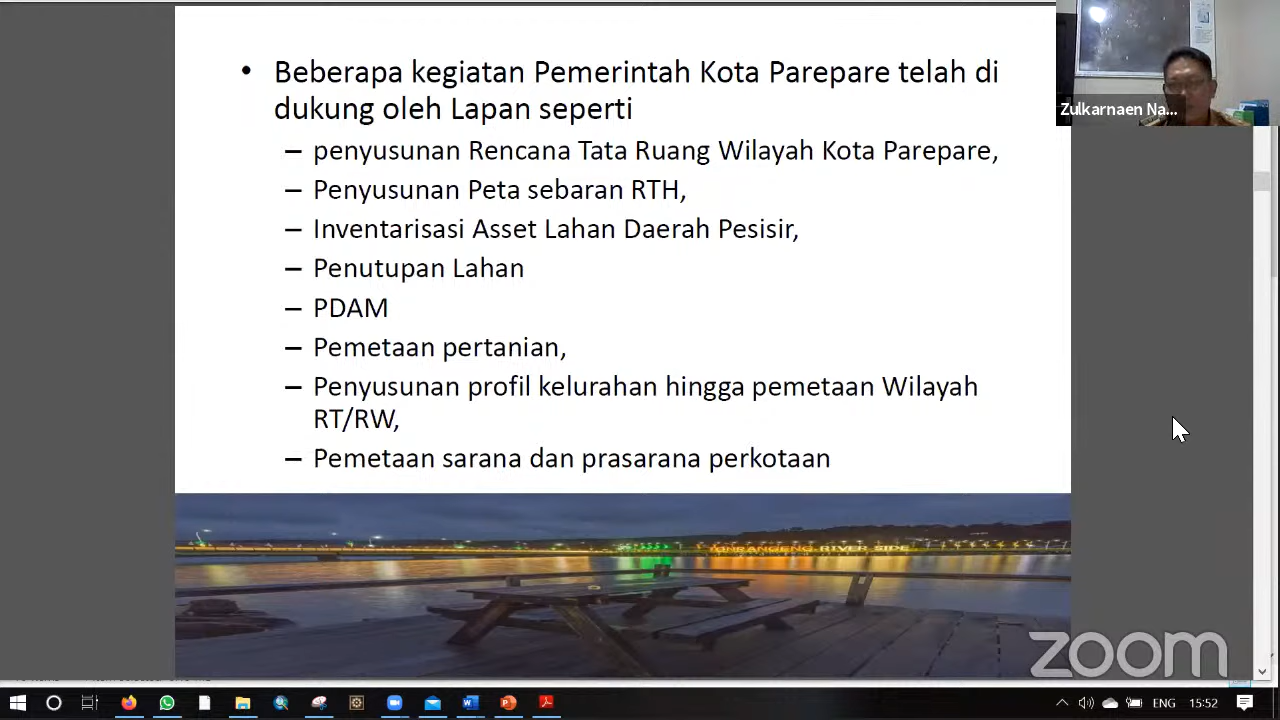 • Beberapa kegiatan Pemerintah Kota Parepare telah di
dukung oleh Lapan seperti
– penyusunan Rencana Tata Ruang Wilayah Kota Parepare,
– Penyusunan Peta sebaran RTH,
– Inventarisasi Asset Lahan Daerah Pesisir,
– Penutupan Lahan
– PDAM
– Pemetaan pertanian,
– Penyusunan profil kelurahan hingga pemetaan Wilayah
RT/RW,
– Pemetaan sarana dan prasarana perkotaan
Zulkarnaen Na...
RIVER SIDE
zoom
ENG
15:52